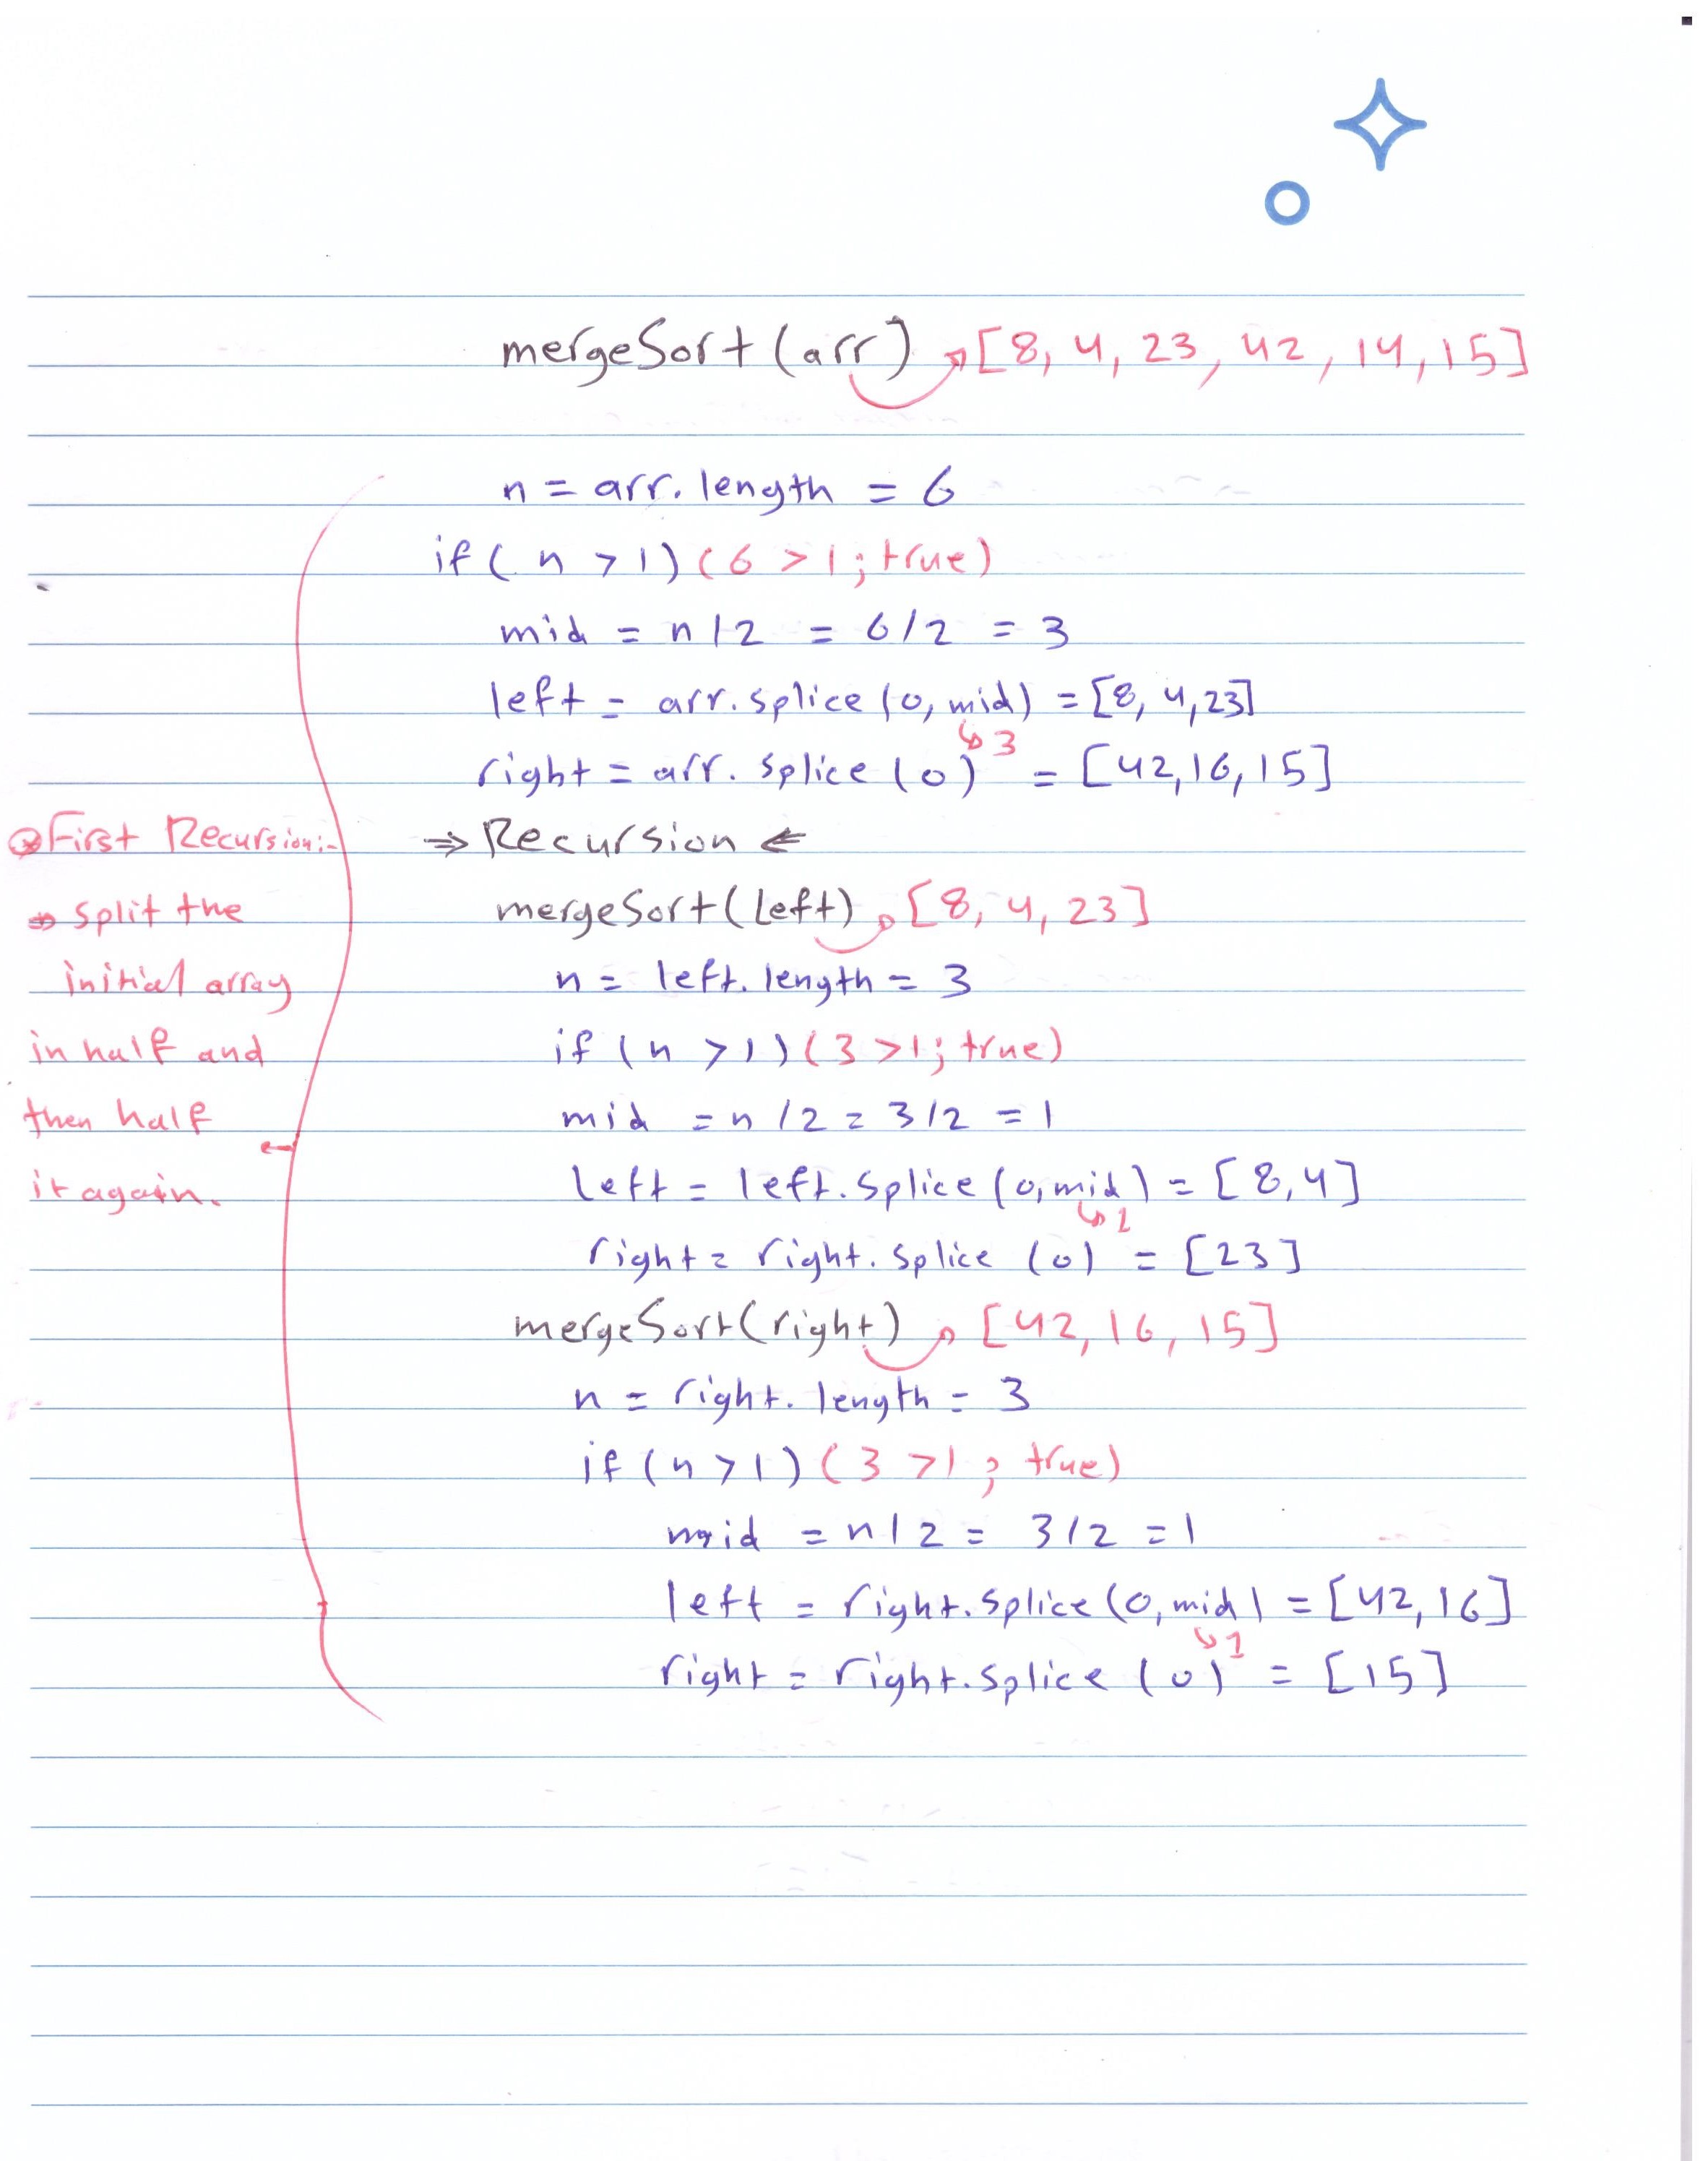 mergeSort(arr) [8, 4, 23, 42, 14, 15]
n = arr.length = 6
if ( n > 1) (6 > 1; true)
mid = n/2 = 6/2 = 3
left = arr.splice (0, mid) = [8, 4, 23]
3
right = arr.splice (0) = [42, 16, 15]
First Recursion:-
⇒ split the
initial array
in half and
then half
it again.
⇒ Recursion ⇐
mergeSort(left) [8, 4, 23]
n = left.length = 3
if (n > 1) (3 > 1; true)
mid = n/2 = 3/2 = 1
left = left.splice (0, mid) = [8, 4]
1
right = right.splice (0) = [23]
mergeSort(right) [42, 16, 15]
n = right.length = 3
if (n > 1) (3 > 1; true)
mid = n/2 = 3/2 = 1
left = right.splice (0, mid) = [42, 16]
1
right = right.splice (0) = [15]